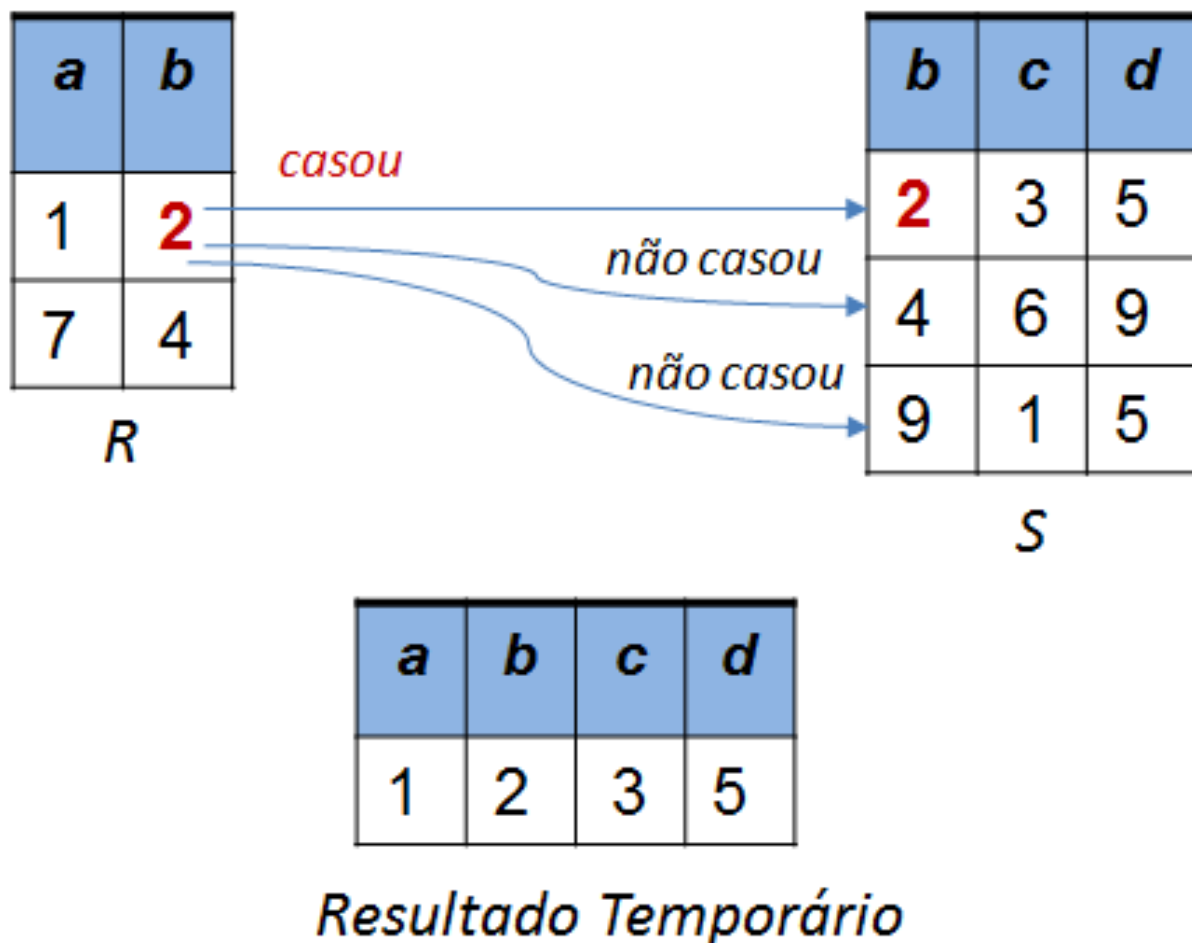 a b
1 2
7 4
R
casou
não casou
não casou
b c d
2 3 5
4 6 9
9 1 5
S
a b c d
1 2 3 5
Resultado Temporário